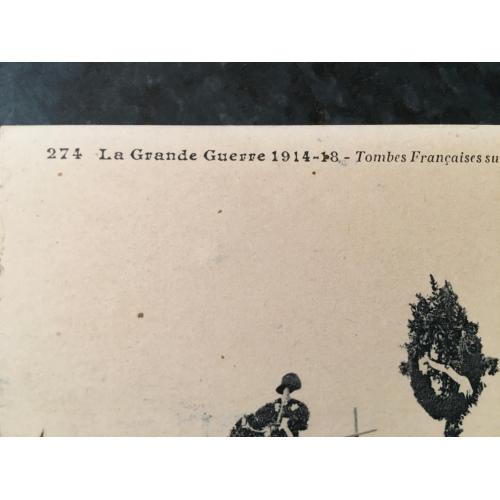 274 La Grande Guerre 1914-18 - Tombes Françaises su